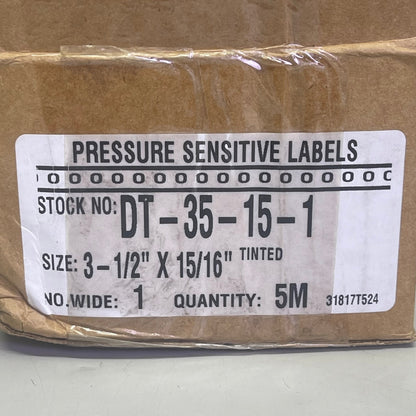 PRESSURE SENSITIVE LABELS
STOCK NO: DT-35-15-1
SIZE: 3-1/2" X 15/16" TINTED
NO. WIDE: 1 QUANTITY: 5M 31817T524